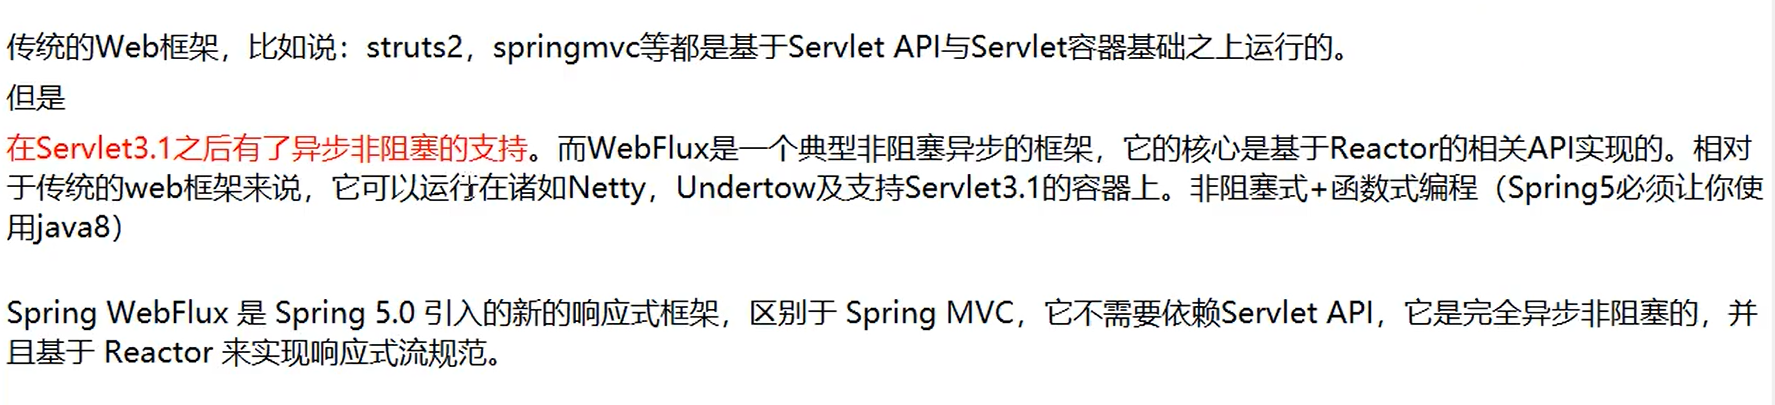 传统的Web框架，比如说：struts2，springmvc等都是基于Servlet API与Servlet容器基础之上运行的。
但是
在Servlet3.1之后有了异步非阻塞的支持。而WebFlux是一个典型非阻塞异步的框架，它的核心是基于Reactor的相关API实现的。相对
于传统的web框架来说，它可以运行在诸如Netty，Undertow及支持Servlet3.1的容器上。非阻塞式+函数式编程（Spring5必须让你使
用java8）
Spring WebFlux 是 Spring 5.0 引入的新的响应式框架，区别于 Spring MVC，它不需要依赖Servlet API，它是完全异步非阻塞的，并
且基于 Reactor 来实现响应式流规范。